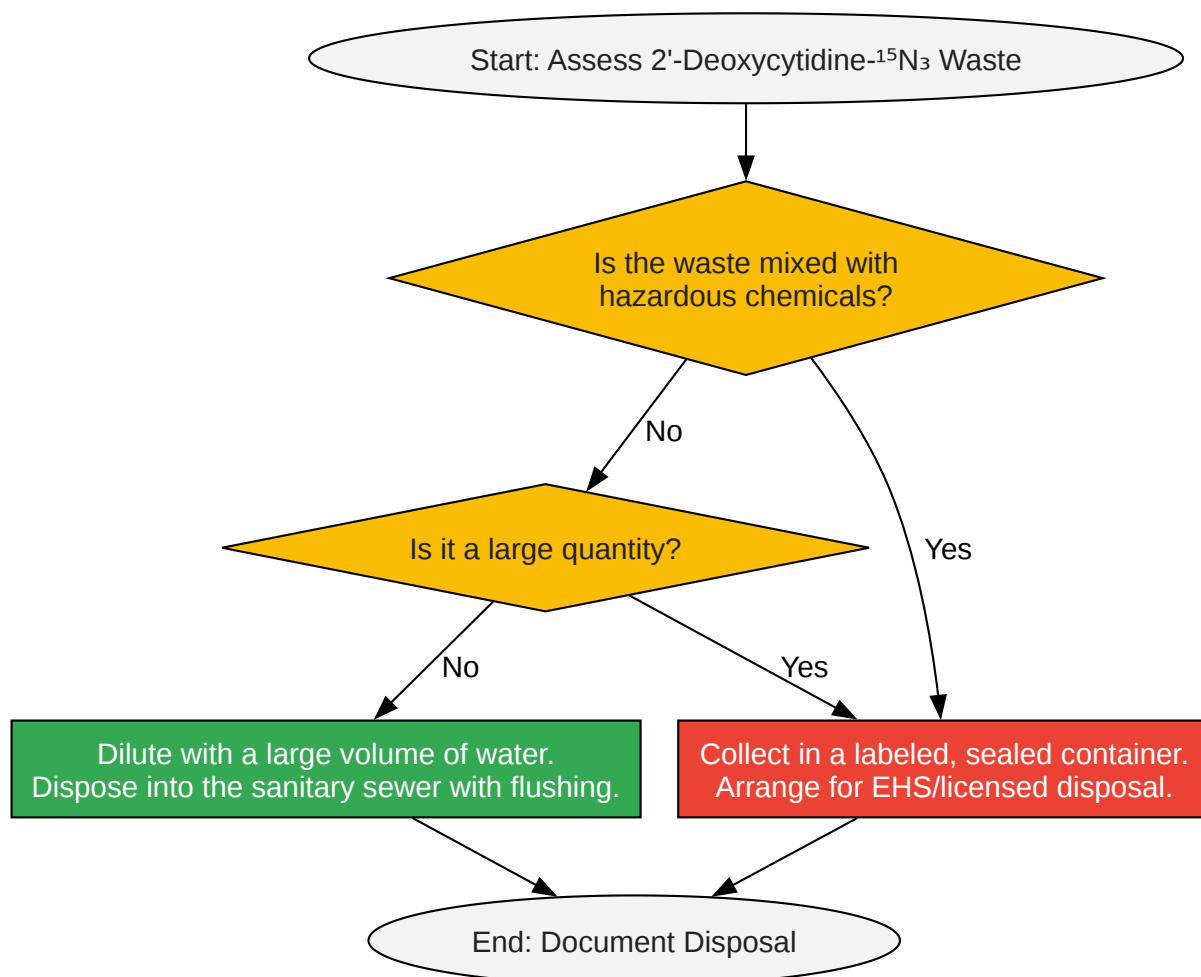 Start: Assess 2'-Deoxycytidine-¹⁵N₃ Waste
Is the waste mixed with
hazardous chemicals?
No
Yes
Is it a large quantity?
No
Yes
Dilute with a large volume of water.
Dispose into the sanitary sewer with flushing.
Collect in a labeled, sealed container.
Arrange for EHS/licensed disposal.
End: Document Disposal